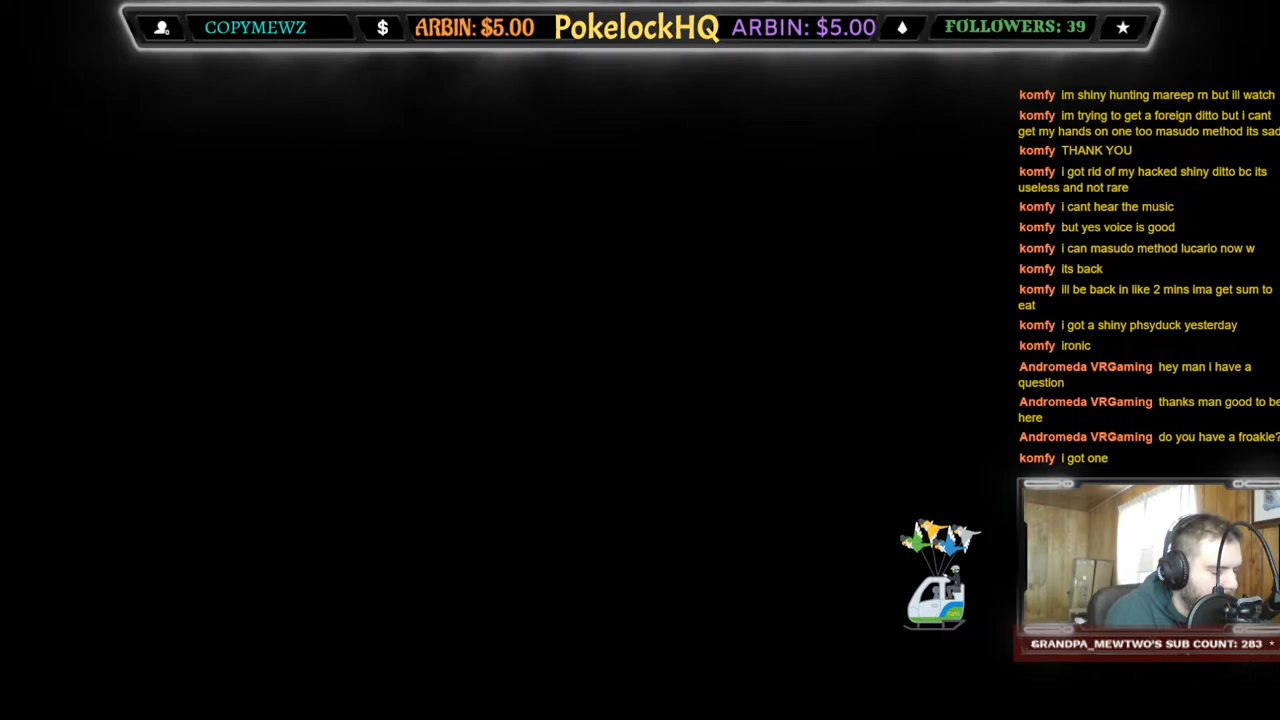 COPYMEWZ $ ARBIN: $5.00 PokelockHQ ARBIN: $5.00 FOLLOWERS: 39
komfy im shiny hunting mareep rn but ill watch
komfy im trying to get a foreign ditto but i cant
get my hands on one too masudo method its sad
komfy THANK YOU
komfy i got rid of my hacked shiny ditto bc its
useless and not rare
komfy i cant hear the music
komfy but yes voice is good
komfy i can masudo method lucario now w
komfy its back
komfy ill be back in like 2 mins ima get sum to
eat
komfy i got a shiny phsyduck yesterday
komfy ironic
Andromeda VRGaming hey man i have a
question
Andromeda VRGaming thanks man good to be
here
Andromeda VRGaming do you have a froakie?
komfy i got one
GRANDPA_MEWTWO'S SUB COUNT: 283 *